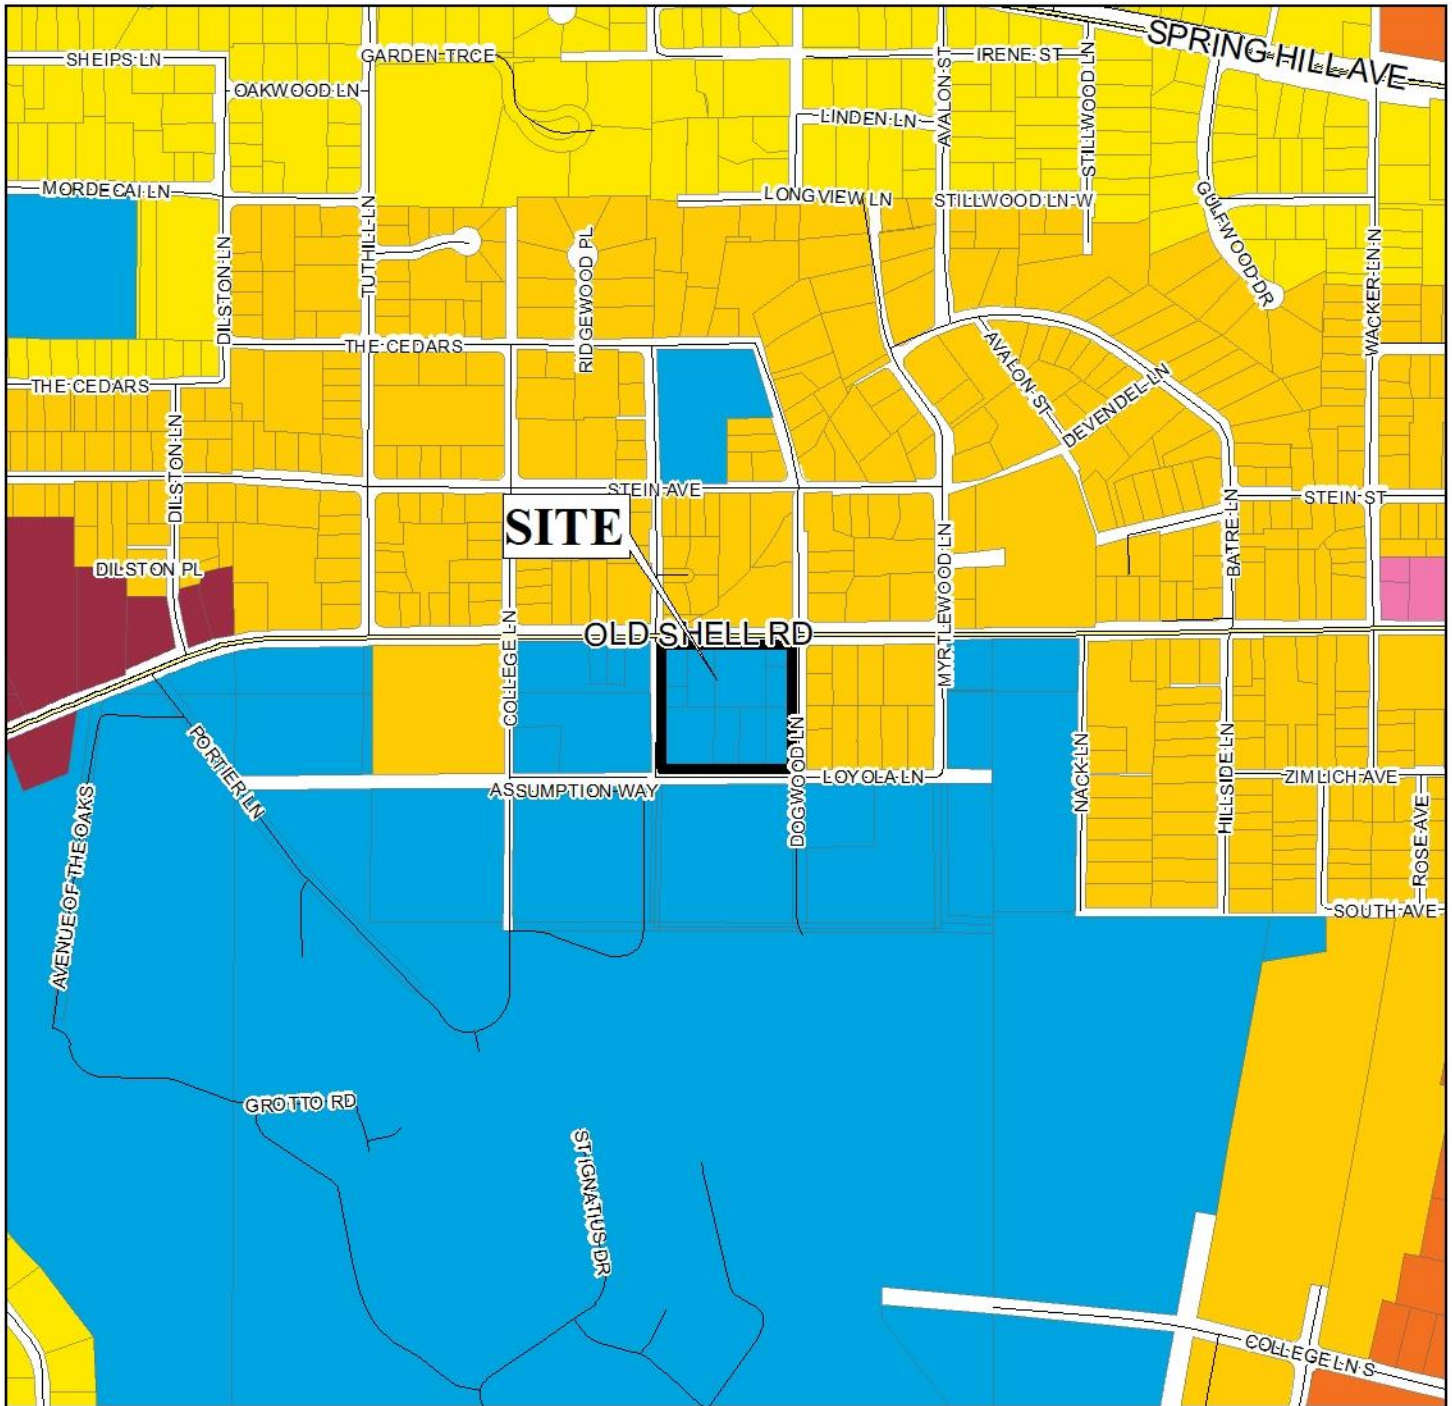 SPRING HILL AVE
SHEIPS LN
GARDEN TRCE
IRENE ST
OAKWOOD LN
LINDEN LN
AVALON ST
STILLWOOD LN
MORDECAI LN
LONGVIEW LN
STILLWOOD LN W
GULFWOOD DR
TUTHILL LN
DILSTON LN
RIDGEWOOD PL
WACKER LN N
THE CEDARS
THE CEDARS
AVALON ST
DEVENDEL LN
DILSTON LN
STEIN AVE
STEIN ST
BATRE LN
SITE
DILSTON PL
OLD SHELL RD
COLLEGE LN
MYRTLEWOOD LN
PORTIER LN
DOGWOOD LN
NACK LN
HILLSIDE LN
LOYOLA LN
ZIMLICH AVE
ASSUMPTION WAY
ROSE AVE
AVENUE OF THE OAKS
SOUTH AVE
GROTTO RD
ST IGNATIUS DR
COLLEGE LN S